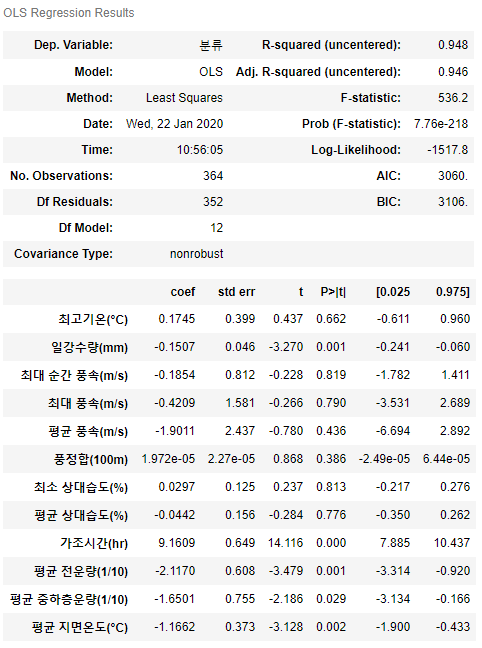 OLS Regression Results
Dep. Variable: 분류 R-squared (uncentered): 0.948
Model: OLS Adj. R-squared (uncentered): 0.946
Method: Least Squares F-statistic: 536.2
Date: Wed, 22 Jan 2020 Prob (F-statistic): 7.76e-218
Time: 10:56:05 Log-Likelihood: -1517.8
No. Observations: 364 AIC: 3060.
Df Residuals: 352 BIC: 3106.
Df Model: 12
Covariance Type: nonrobust
coef std err t P>|t| [0.025 0.975]
최고기온(°C) 0.1745 0.399 0.437 0.662 -0.611 0.960
일강수량(mm) -0.1507 0.046 -3.270 0.001 -0.241 -0.060
최대 순간 풍속(m/s) -0.1854 0.812 -0.228 0.819 -1.782 1.411
최대 풍속(m/s) -0.4209 1.581 -0.266 0.790 -3.531 2.689
평균 풍속(m/s) -1.9011 2.437 -0.780 0.436 -6.694 2.892
풍정합(100m) 1.972e-05 2.27e-05 0.868 0.386 -2.49e-05 6.44e-05
최소 상대습도(%) 0.0297 0.125 0.237 0.813 -0.217 0.276
평균 상대습도(%) -0.0442 0.156 -0.284 0.776 -0.350 0.262
가조시간(hr) 9.1609 0.649 14.116 0.000 7.885 10.437
평균 전운량(1/10) -2.1170 0.608 -3.479 0.001 -3.314 -0.920
평균 중하층운량(1/10) -1.6501 0.755 -2.186 0.029 -3.134 -0.166
평균 지면온도(°C) -1.1662 0.373 -3.128 0.002 -1.900 -0.433